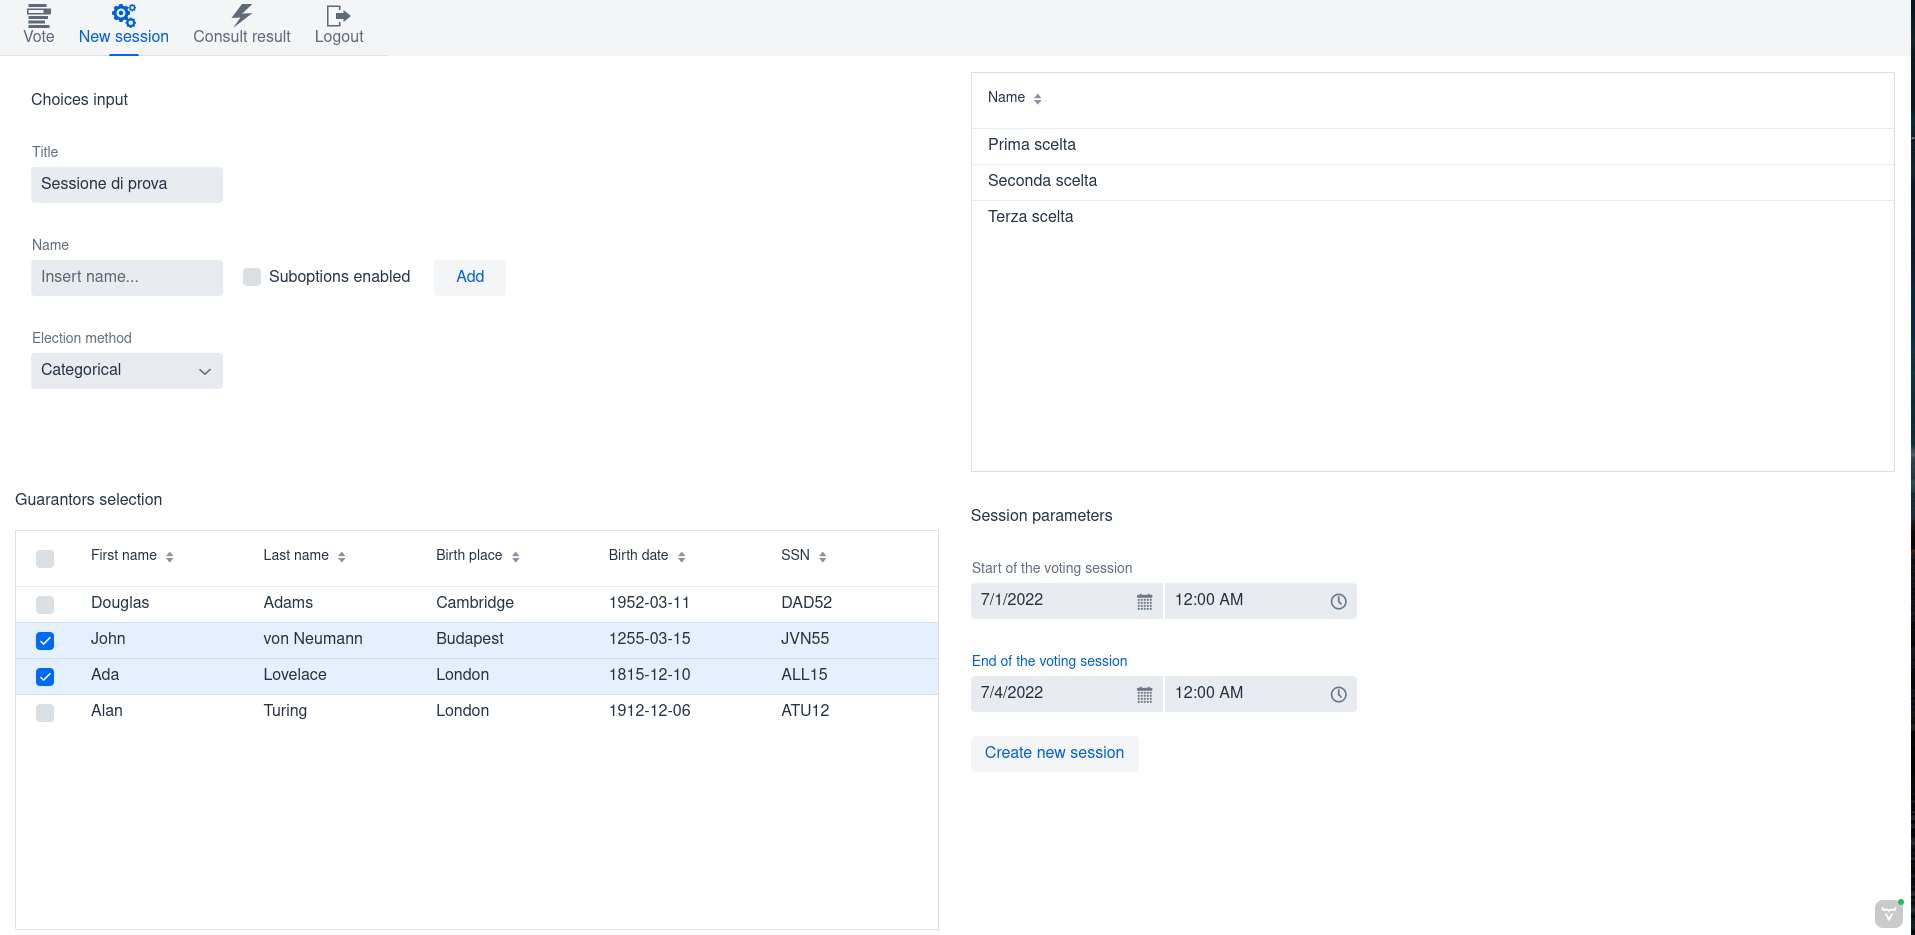 Vote New session Consult result Logout
Choices input
Title
Sessione di prova
Name
Insert name... Suboptions enabled Add
Election method
Categorical
Name
Prima scelta
Seconda scelta
Terza scelta
Guarantors selection
First name Last name Birth place Birth date SSN
Douglas Adams Cambridge 1952-03-11 DAD52
John von Neumann Budapest 1255-03-15 JVN55
Ada Lovelace London 1815-12-10 ALL15
Alan Turing London 1912-12-06 ATU12
Session parameters
Start of the voting session
7/1/2022 12:00 AM
End of the voting session
7/4/2022 12:00 AM
Create new session